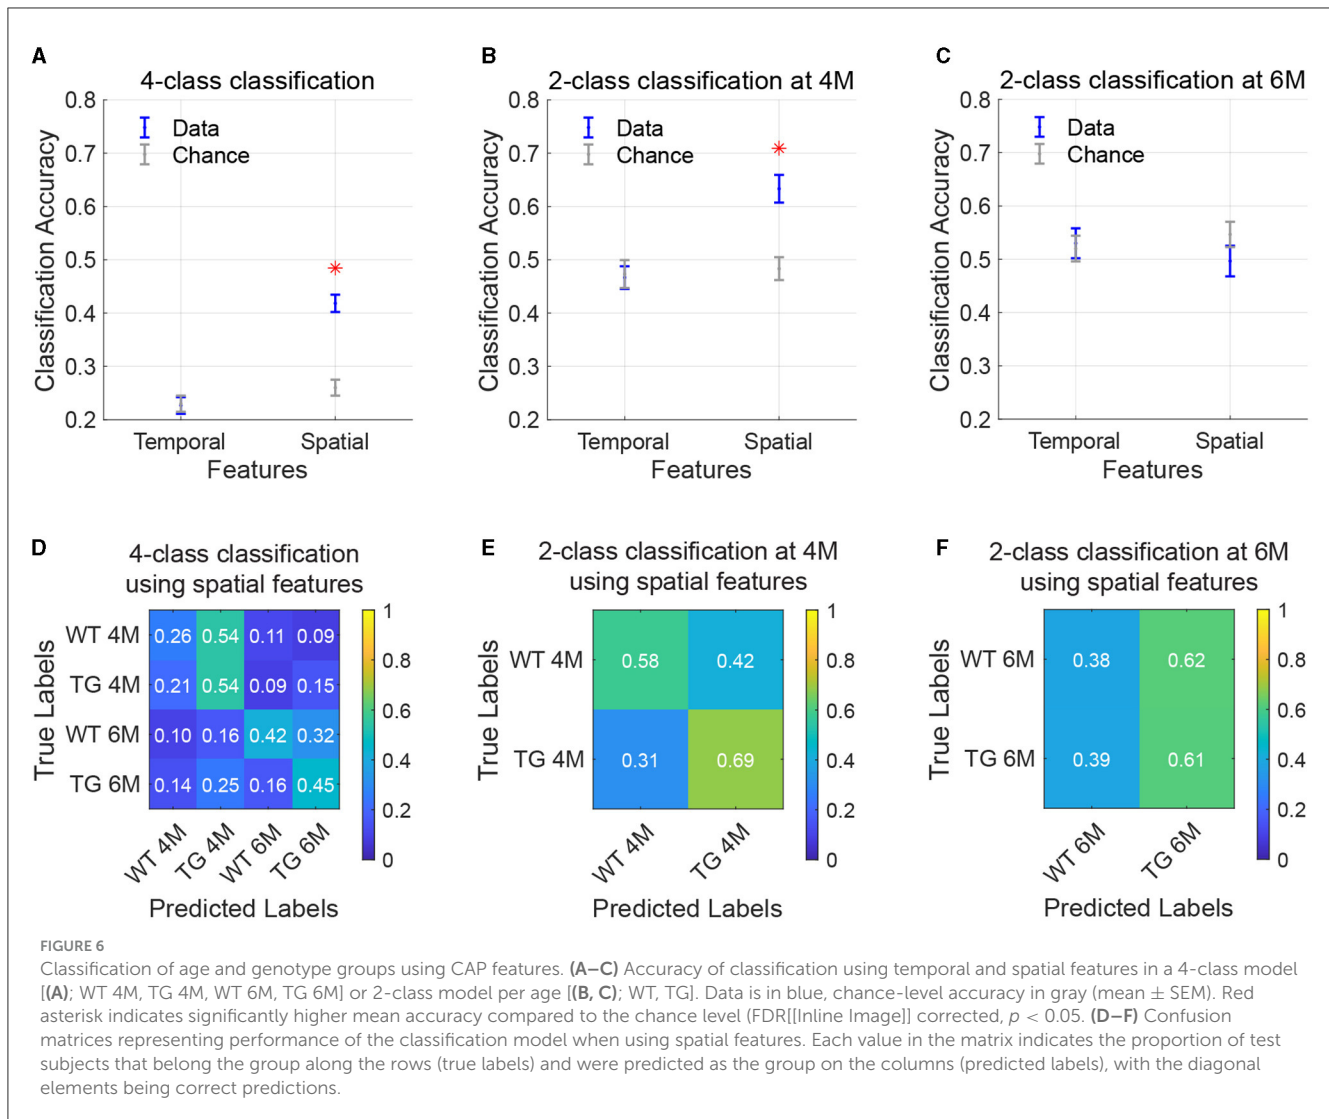 A
4-class classification
0.8
0.7
0.6
0.5
0.4
0.3
0.2
Classification Accuracy
Data
Chance
Temporal
Spatial
Features
B
2-class classification at 4M
0.8
0.7
0.6
0.5
0.4
0.3
0.2
Classification Accuracy
Data
Chance
Temporal
Spatial
Features
C
2-class classification at 6M
0.8
0.7
0.6
0.5
0.4
0.3
0.2
Classification Accuracy
Data
Chance
Temporal
Spatial
Features
D
4-class classification
using spatial features
True Labels
WT 4M 0.26 0.54 0.11 0.09
TG 4M 0.21 0.54 0.09 0.15
WT 6M 0.10 0.16 0.42 0.32
TG 6M 0.14 0.25 0.16 0.45
WT 4M TG 4M WT 6M TG 6M
Predicted Labels
1
0.8
0.6
0.4
0.2
0
E
2-class classification at 4M
using spatial features
True Labels
WT 4M 0.58 0.42
TG 4M 0.31 0.69
WT 4M TG 4M
Predicted Labels
1
0.8
0.6
0.4
0.2
0
F
2-class classification at 6M
using spatial features
True Labels
WT 6M 0.38 0.62
TG 6M 0.39 0.61
WT 6M TG 6M
Predicted Labels
1
0.8
0.6
0.4
0.2
0
FIGURE 6
Classification of age and genotype groups using CAP features. (A–C) Accuracy of classification using temporal and spatial features in a 4-class model
[(A); WT 4M, TG 4M, WT 6M, TG 6M] or 2-class model per age [(B, C); WT, TG]. Data is in blue, chance-level accuracy in gray (mean ± SEM). Red
asterisk indicates significantly higher mean accuracy compared to the chance level (FDR[[Inline Image]] corrected, p < 0.05. (D–F) Confusion
matrices representing performance of the classification model when using spatial features. Each value in the matrix indicates the proportion of test
subjects that belong the group along the rows (true labels) and were predicted as the group on the columns (predicted labels), with the diagonal
elements being correct predictions.